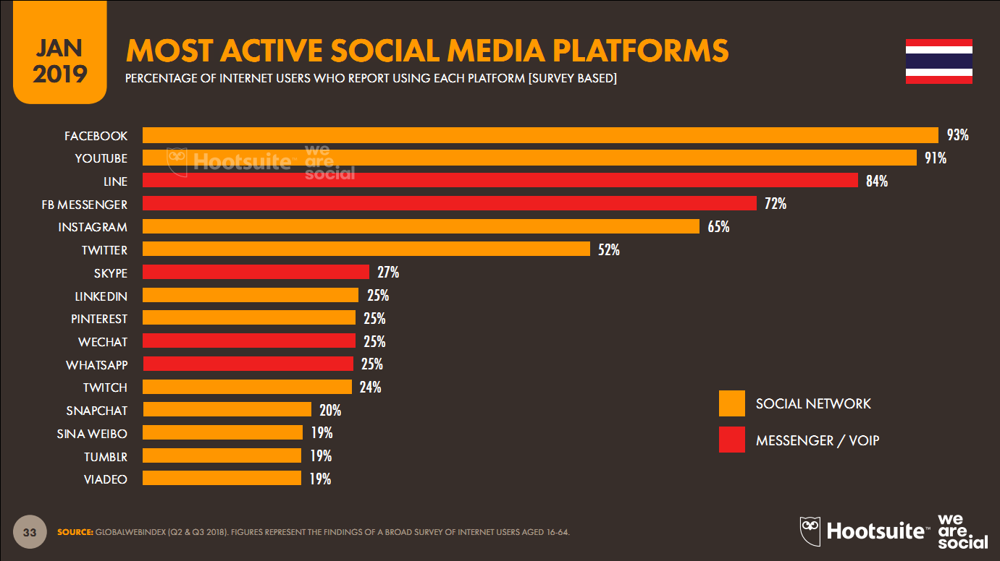 JAN
2019
MOST ACTIVE SOCIAL MEDIA PLATFORMS
PERCENTAGE OF INTERNET USERS WHO REPORT USING EACH PLATFORM [SURVEY BASED]
FACEBOOK 93%
YOUTUBE 91%
Hootsuite™ we are social
LINE 84%
FB MESSENGER 72%
INSTAGRAM 65%
TWITTER 52%
SKYPE 27%
LINKEDIN 25%
PINTEREST 25%
WECHAT 25%
WHATSAPP 25%
TWITCH 24%
SNAPCHAT 20%
SINA WEIBO 19%
TUMBLR 19%
VIADEO 19%
SOCIAL NETWORK
MESSENGER / VOIP
33
SOURCE: GLOBALWEBINDEX (Q2 & Q3 2018). FIGURES REPRESENT THE FINDINGS OF A BROAD SURVEY OF INTERNET USERS AGED 16-64.
Hootsuite™
we
are
social